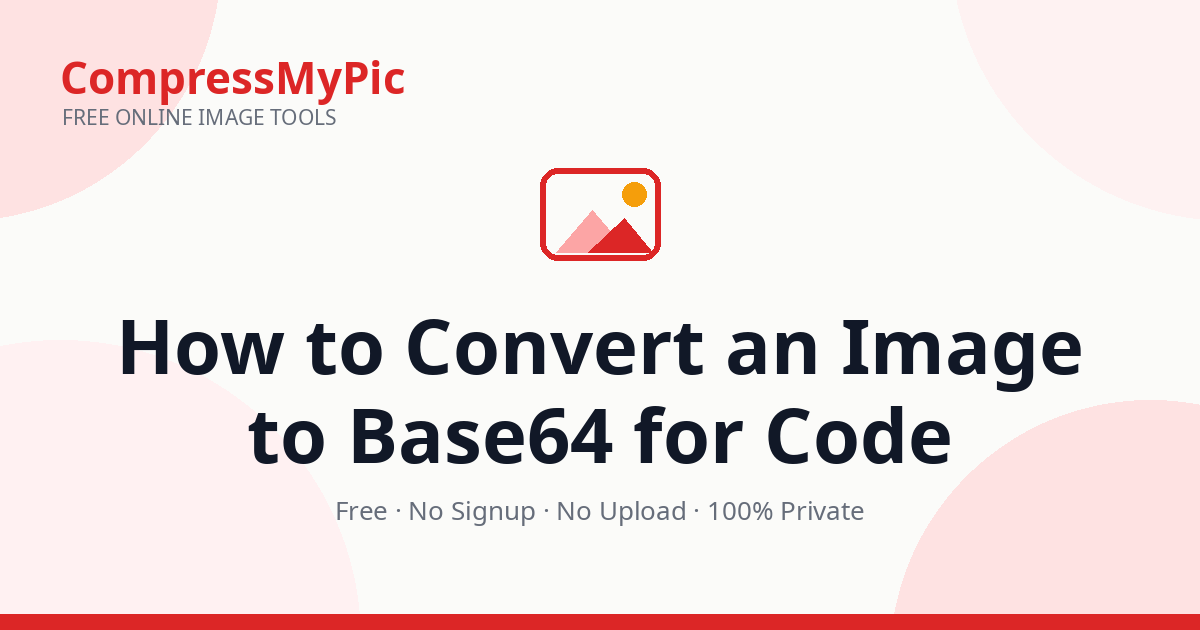 CompressMyPic
FREE ONLINE IMAGE TOOLS
How to Convert an Image
to Base64 for Code
Free · No Signup · No Upload · 100% Private